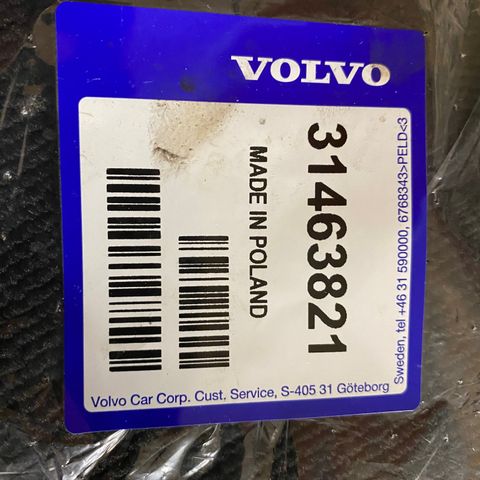 VOLVO
31463821
MADE IN POLAND
Volvo Car Corp. Cust. Service, S-405 31 Göteborg
Sweden, tel +46 31 590000, 6768343>PELD<3